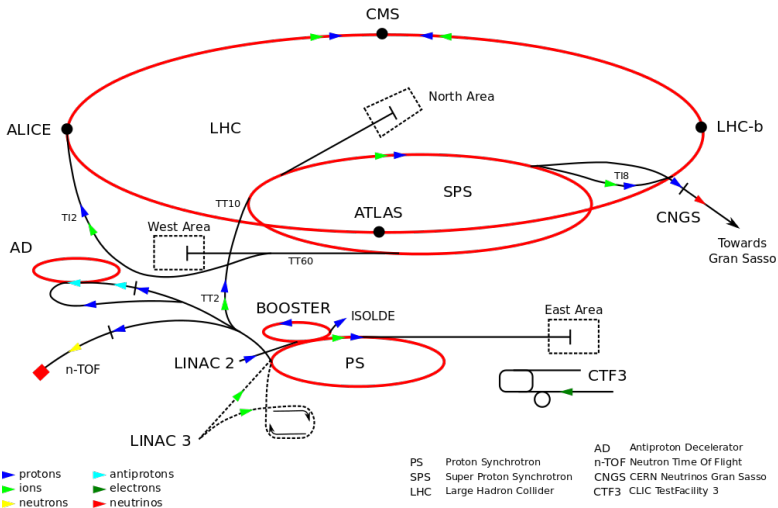 CMS
North Area
ALICE
LHC
LHC-b
SPS
TI8
TT10
ATLAS
CNGS
TI2
West Area
Towards
Gran Sasso
AD
TT60
TT2
BOOSTER
ISOLDE
East Area
LINAC 2
PS
n-TOF
CTF3
LINAC 3
protons
antiprotons
ions
electrons
neutrons
neutrinos
PS Proton Synchrotron
SPS Super Proton Synchrotron
LHC Large Hadron Collider
AD Antiproton Decelerator
n-TOF Neutron Time Of Flight
CNGS CERN Neutrinos Gran Sasso
CTF3 CLIC TestFacility 3